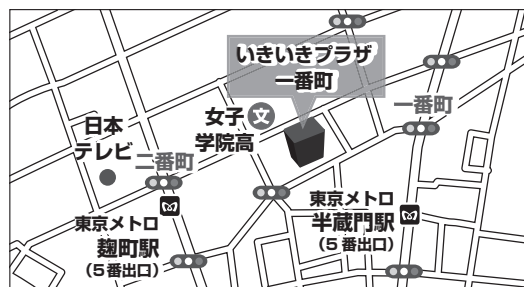 いきいきプラザ
一番町
一番町
女子
学院高
文
日本
テレビ
二番町
東京メトロ
麹町駅
(5番出口)
東京メトロ
半蔵門駅
(5番出口)